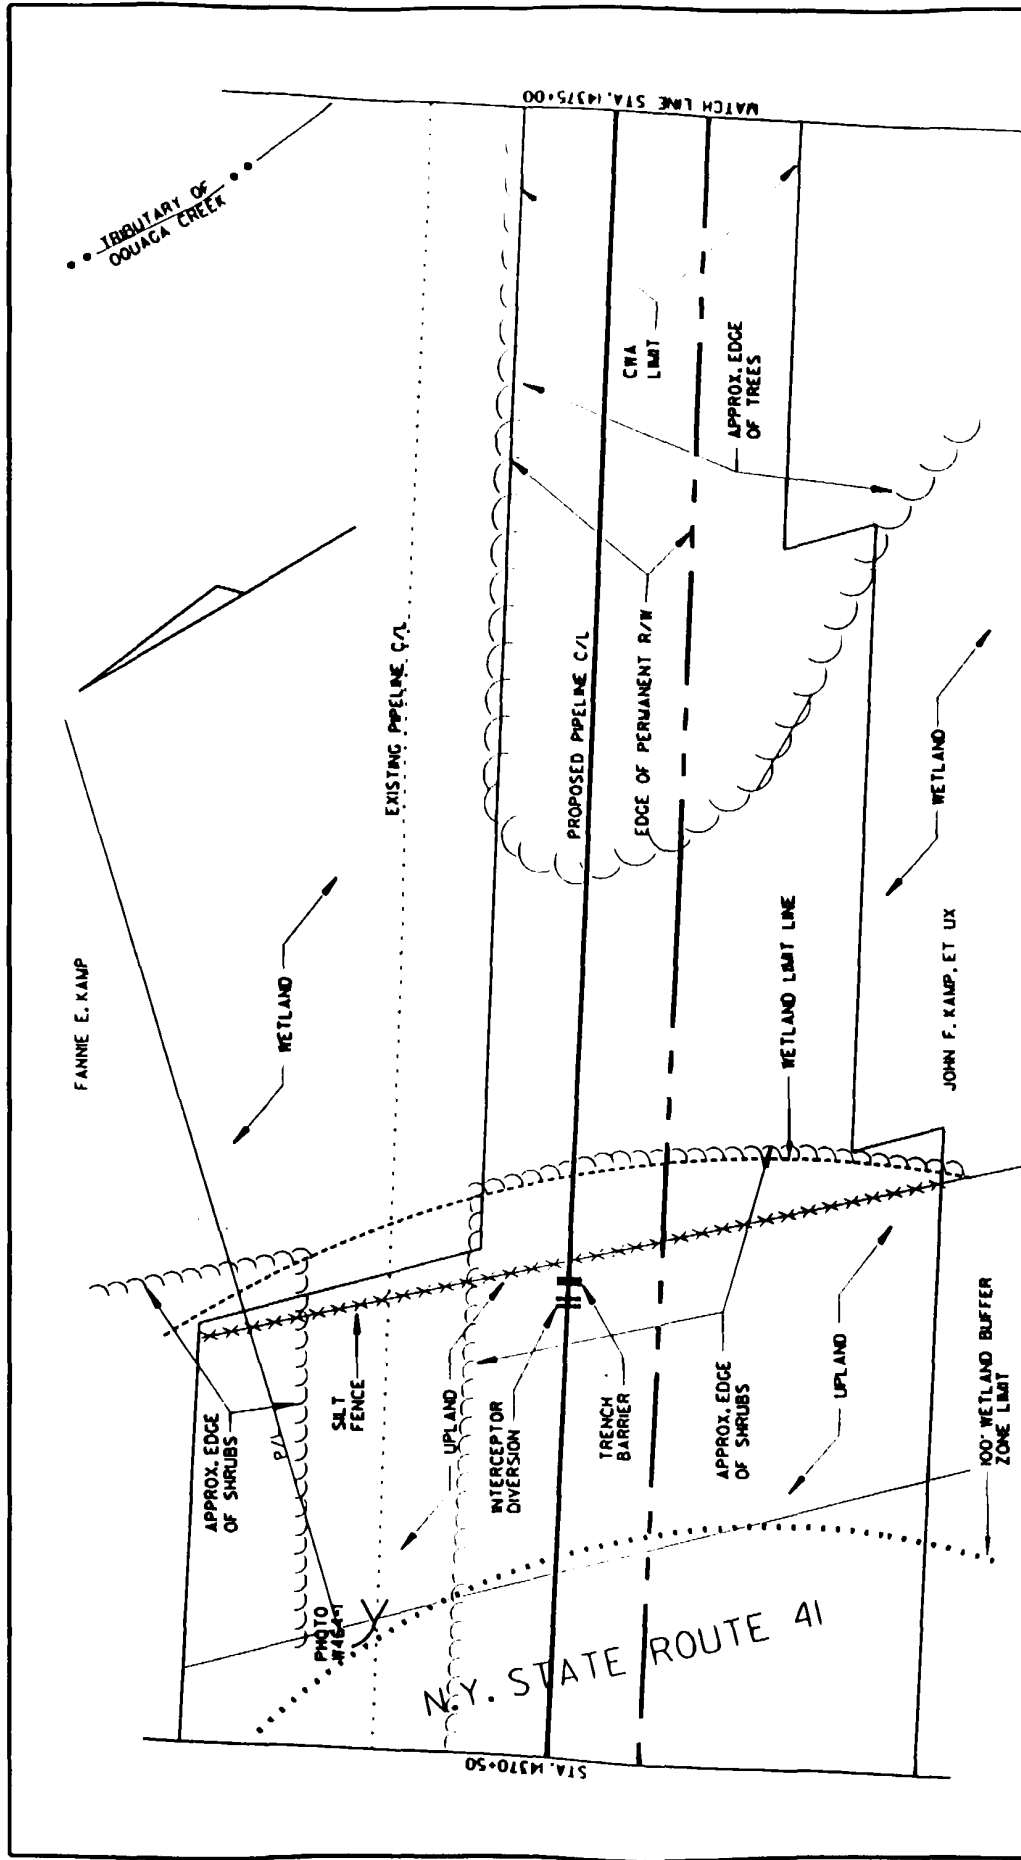 MATCH LINE STA. 14375+00
TRIBUTARY OF
OQUAGA CREEK
CWA
LIMIT
APPROX. EDGE
OF TREES
EXISTING PIPELINE C/L
PROPOSED PIPELINE C/L
EDGE OF PERMANENT R/W
WETLAND
FANNIE E. KAMP
WETLAND
WETLAND LIMIT LINE
JOHN F. KAMP, ET UX
APPROX. EDGE
OF SHRUBS
P/L
SILT
FENCE
UPLAND
INTERCEPTOR
DIVERSION
TRENCH
BARRIER
APPROX. EDGE
OF SHRUBS
UPLAND
100' WETLAND BUFFER
ZONE LIMIT
PHOTO
N.Y. STATE ROUTE 41
STA. 14370+50